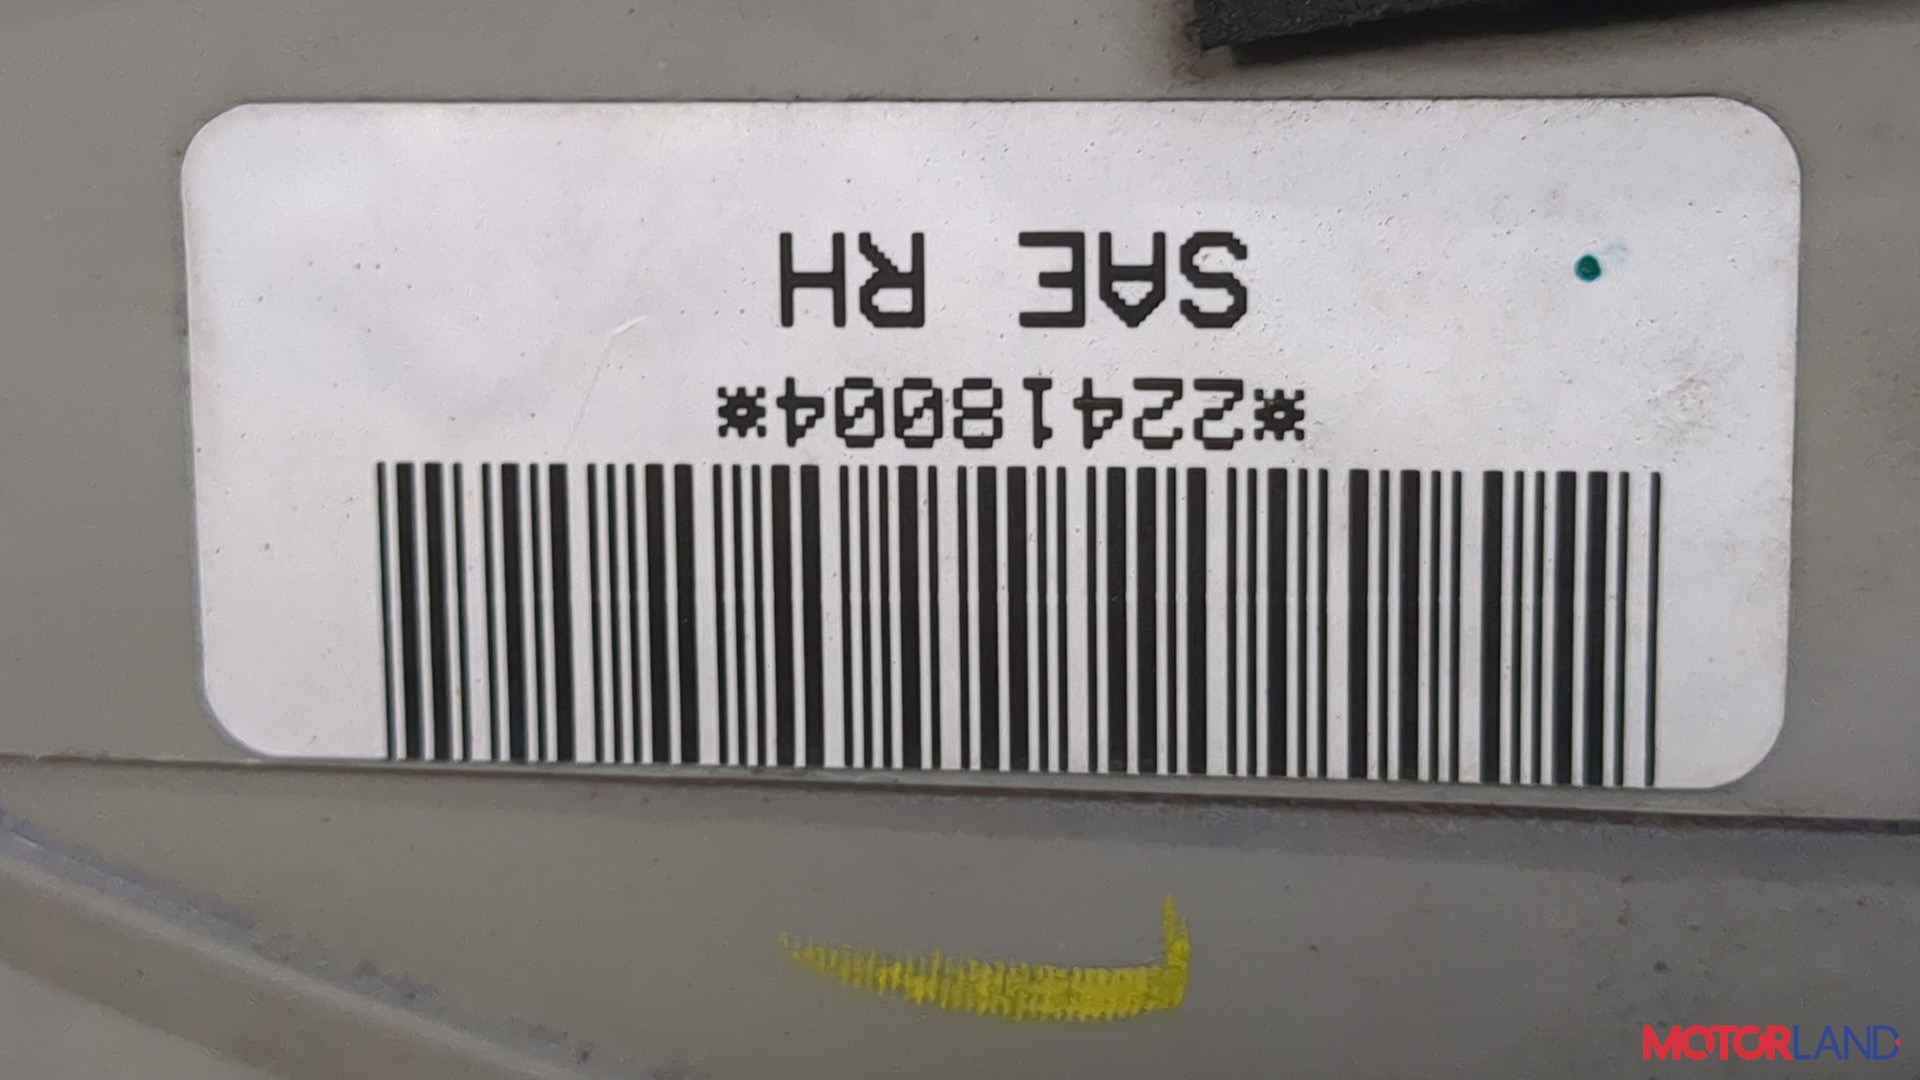 *22418004*
SAE RH
MOTORLAND